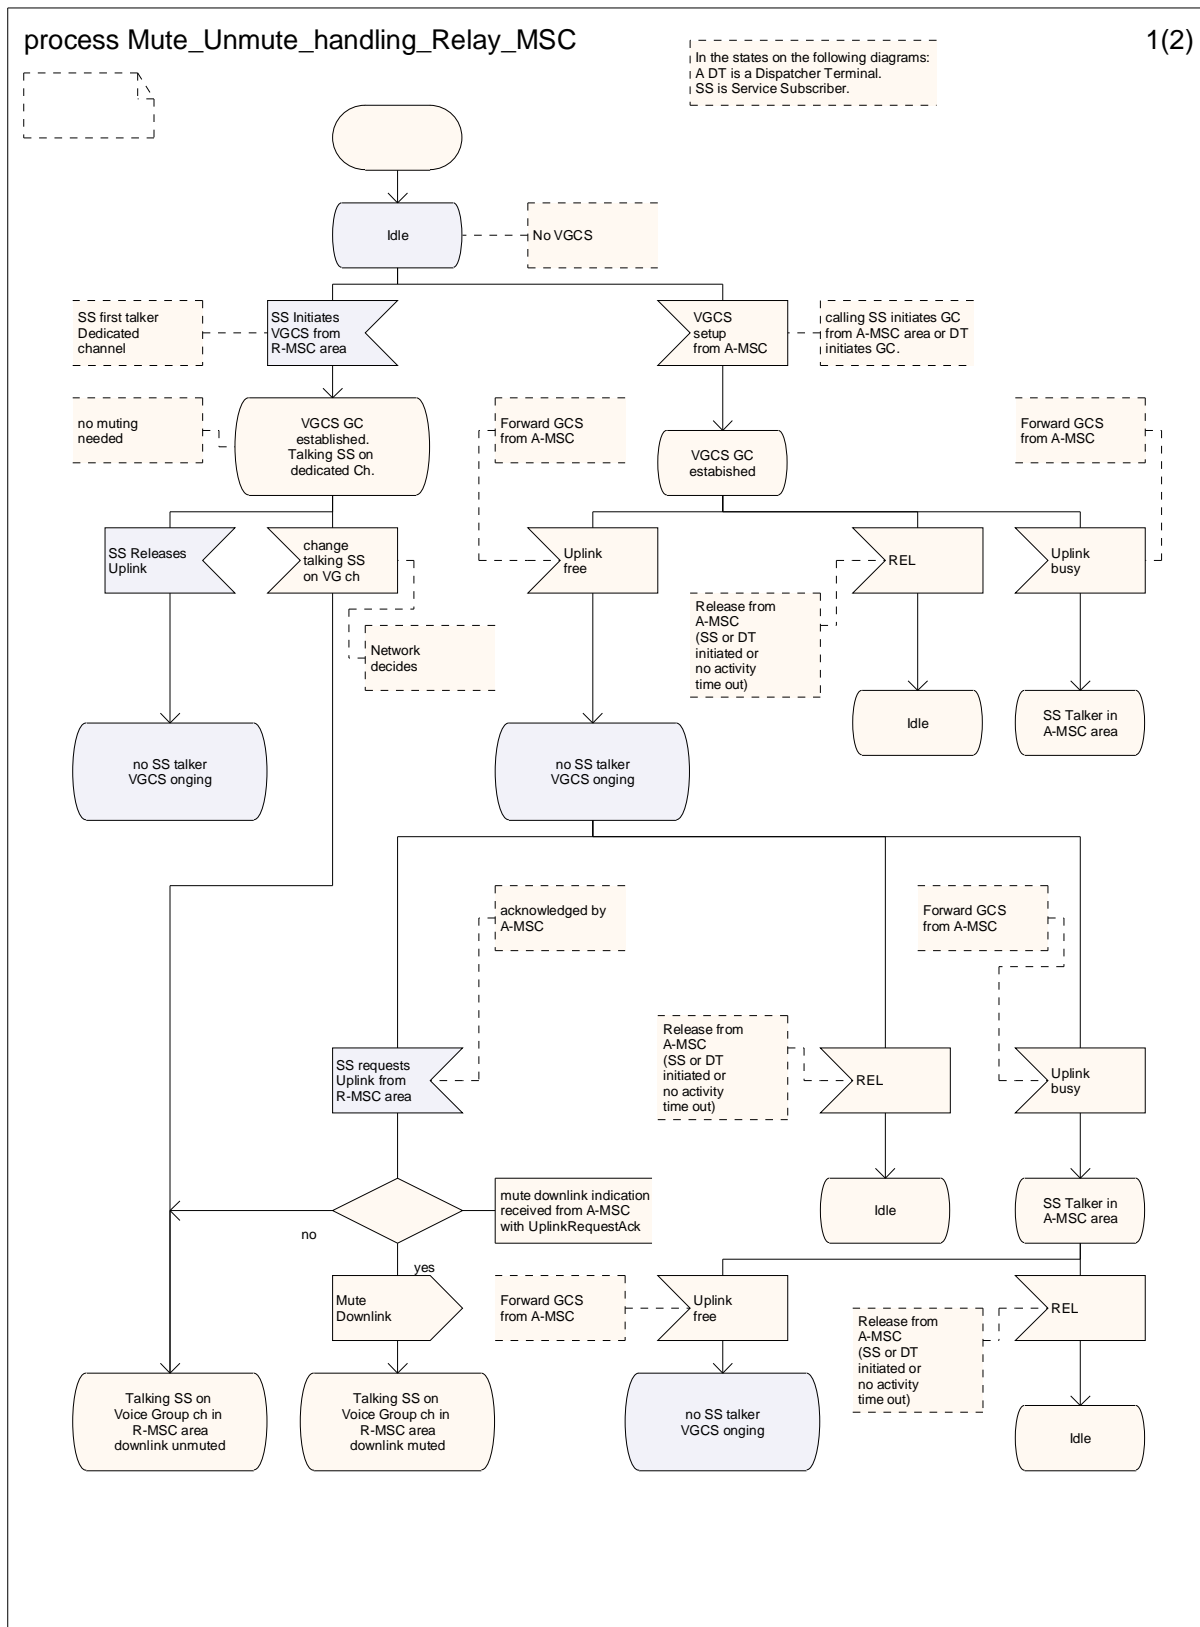 process Mute_Unmute_handling_Relay_MSC
1(2)
In the states on the following diagrams:
A DT is a Dispatcher Terminal.
SS is Service Subscriber.
Idle
No VGCS
SS first talker
Dedicated
channel
SS Initiates
VGCS from
R-MSC area
VGCS
setup
from A-MSC
calling SS initiates GC
from A-MSC area or DT
initiates GC.
no muting
needed
VGCS GC
established.
Talking SS on
dedicated Ch.
Forward GCS
from A-MSC
VGCS GC
estabished
Forward GCS
from A-MSC
SS Releases
Uplink
change
talking SS
on VG ch
Uplink
free
REL
Uplink
busy
Release from
A-MSC
(SS or DT
initiated or
no activity
time out)
Network
decides
no SS talker
VGCS onging
no SS talker
VGCS onging
Idle
SS Talker in
A-MSC area
acknowledged by
A-MSC
Forward GCS
from A-MSC
Release from
A-MSC
(SS or DT
initiated or
no activity
time out)
SS requests
Uplink from
R-MSC area
REL
Uplink
busy
mute downlink indication
received from A-MSC
with UplinkRequestAck
Idle
SS Talker in
A-MSC area
no
yes
Mute
Downlink
Forward GCS
from A-MSC
Uplink
free
REL
Release from
A-MSC
(SS or DT
initiated or
no activity
time out)
Talking SS on
Voice Group ch in
R-MSC area
downlink unmuted
Talking SS on
Voice Group ch in
R-MSC area
downlink muted
no SS talker
VGCS onging
Idle